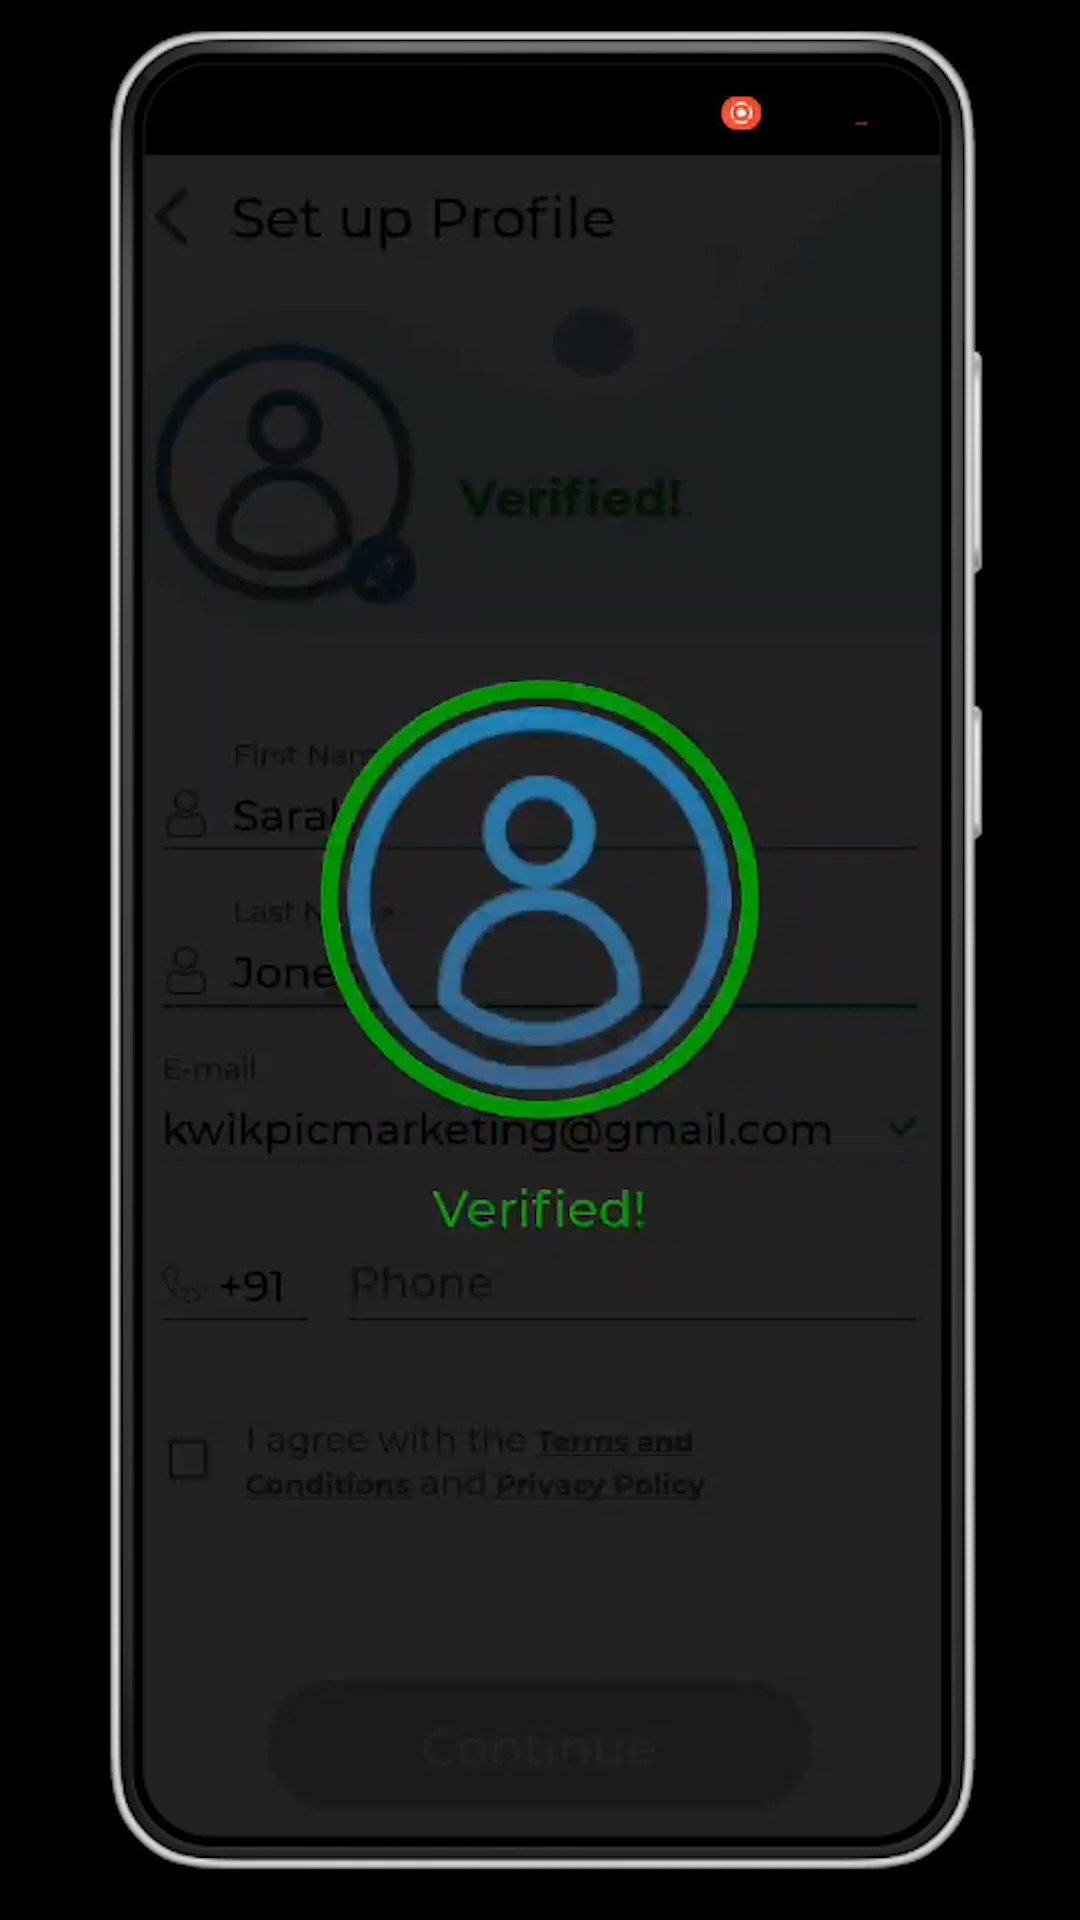 Set up Profile
Verified!
First Nam
Sarah
Last Name
Jones
E-mail
kwikpicmarketing@gmail.com
Verified!
+91 Phone
I agree with the Terms and
Conditions and Privacy Policy
Continue